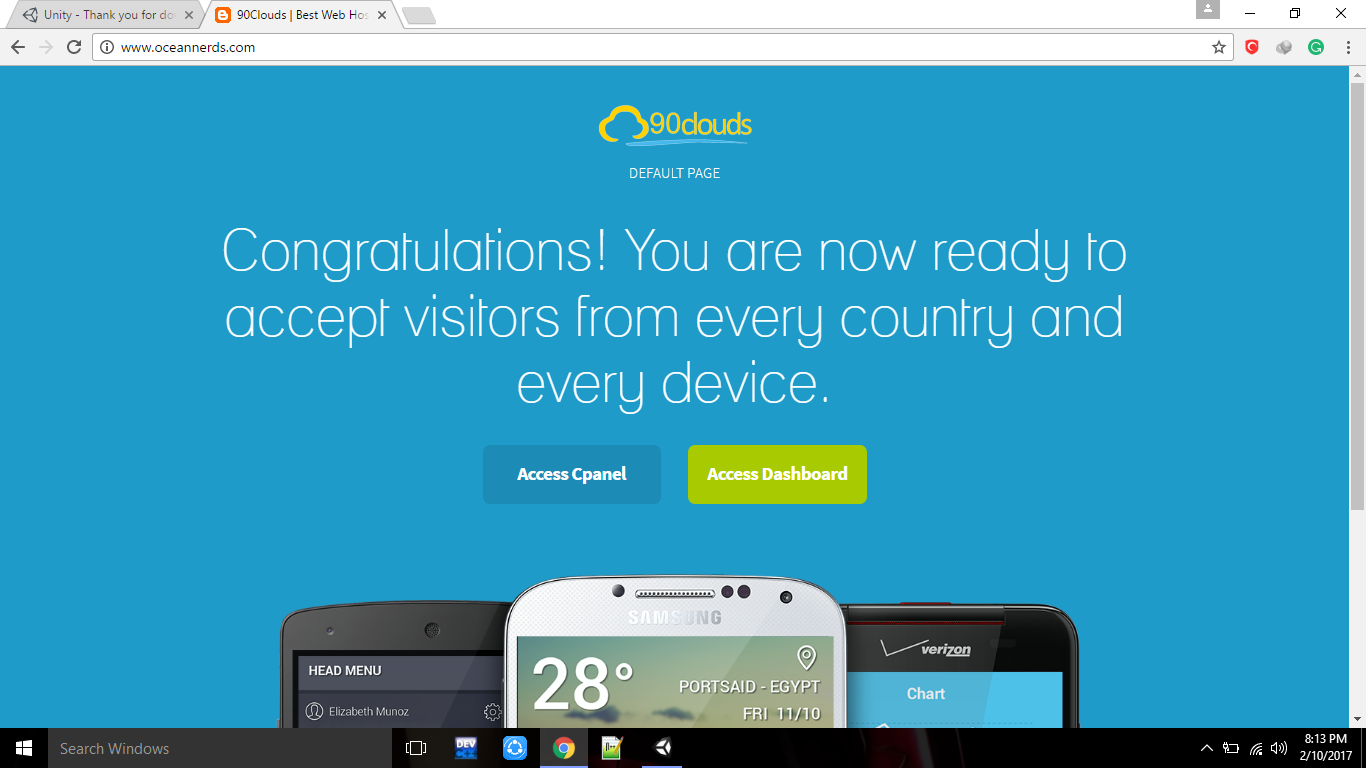 Unity - Thank you for do
90Clouds | Best Web Hos
www.oceannerds.com
90clouds
DEFAULT PAGE
Congratulations! You are now ready to
accept visitors from every country and
every device.
Access Cpanel
Access Dashboard
SAMSUNG
verizon
HEAD MENU
28°
PORTSAID - EGYPT
Chart
Elizabeth Munoz
FRI 11/10
Search Windows
DEV
8:13 PM
2/10/2017